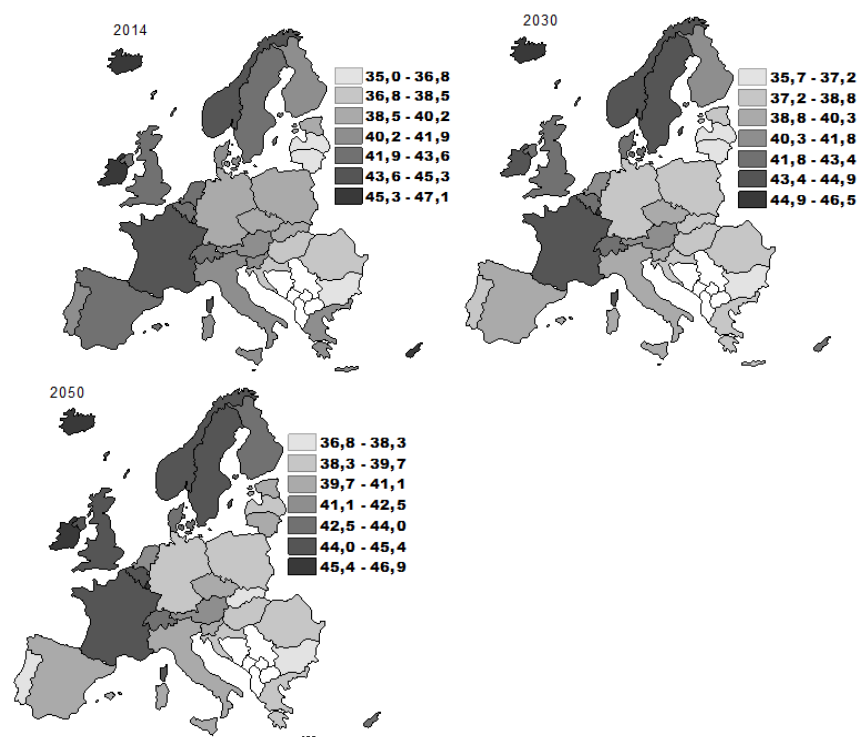 2014
35,0 - 36,8
36,8 - 38,5
38,5 - 40,2
40,2 - 41,9
41,9 - 43,6
43,6 - 45,3
45,3 - 47,1
2030
35,7 - 37,2
37,2 - 38,8
38,8 - 40,3
40,3 - 41,8
41,8 - 43,4
43,4 - 44,9
44,9 - 46,5
2050
36,8 - 38,3
38,3 - 39,7
39,7 - 41,1
41,1 - 42,5
42,5 - 44,0
44,0 - 45,4
45,4 - 46,9